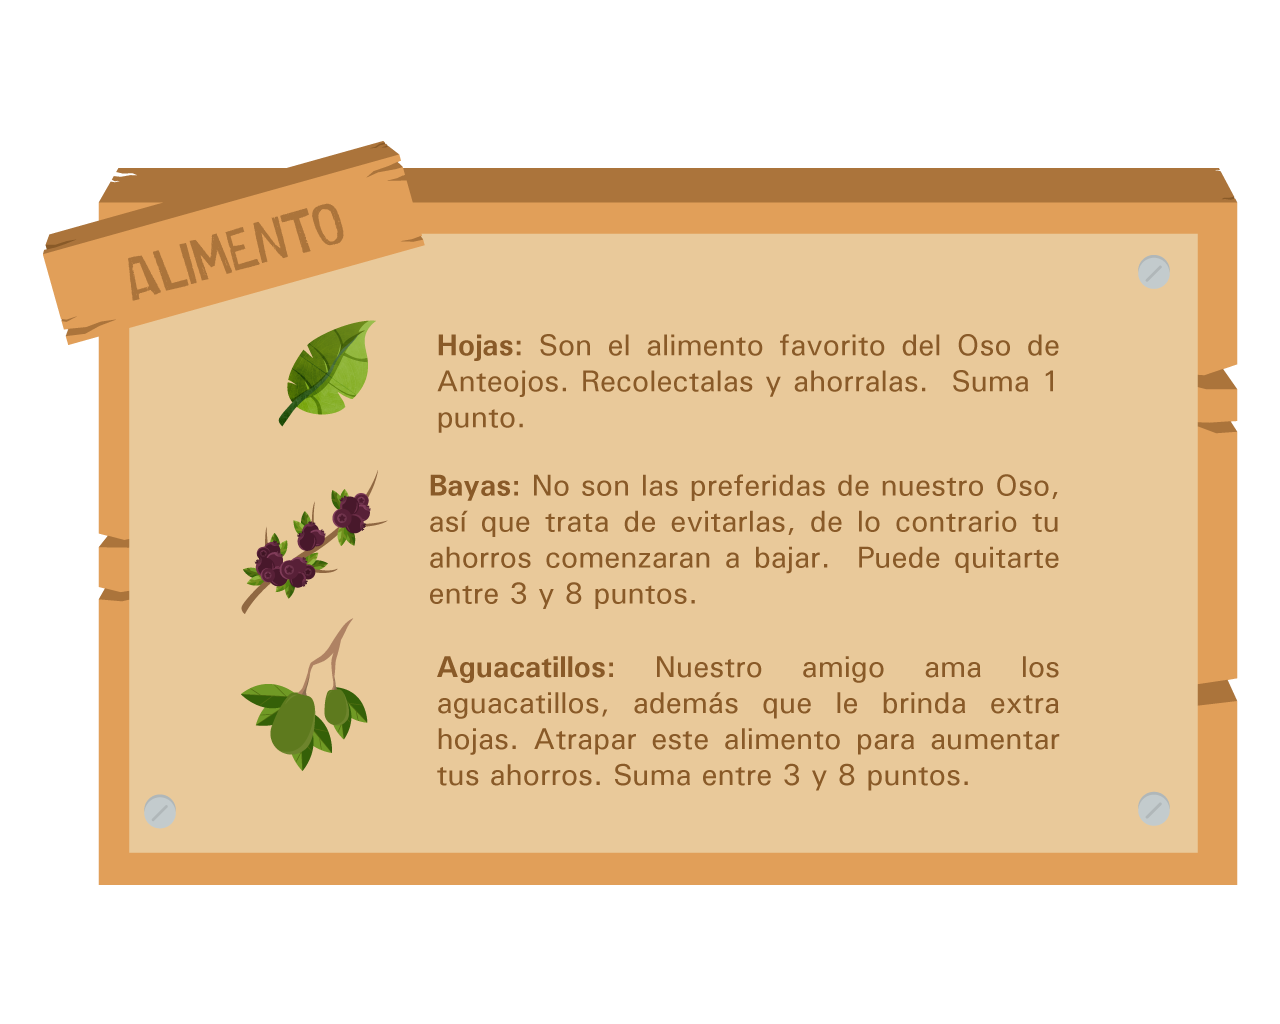 ALIMENTO
Hojas: Son el alimento favorito del Oso de
Anteojos. Recolectalas y ahorralas.  Suma 1
punto.
Bayas: No son las preferidas de nuestro Oso,
así que trata de evitarlas, de lo contrario tu
ahorros comenzaran a bajar.  Puede quitarte
entre 3 y 8 puntos.
Aguacatillos: Nuestro amigo ama los
aguacatillos, además que le brinda extra
hojas. Atrapar este alimento para aumentar
tus ahorros. Suma entre 3 y 8 puntos.